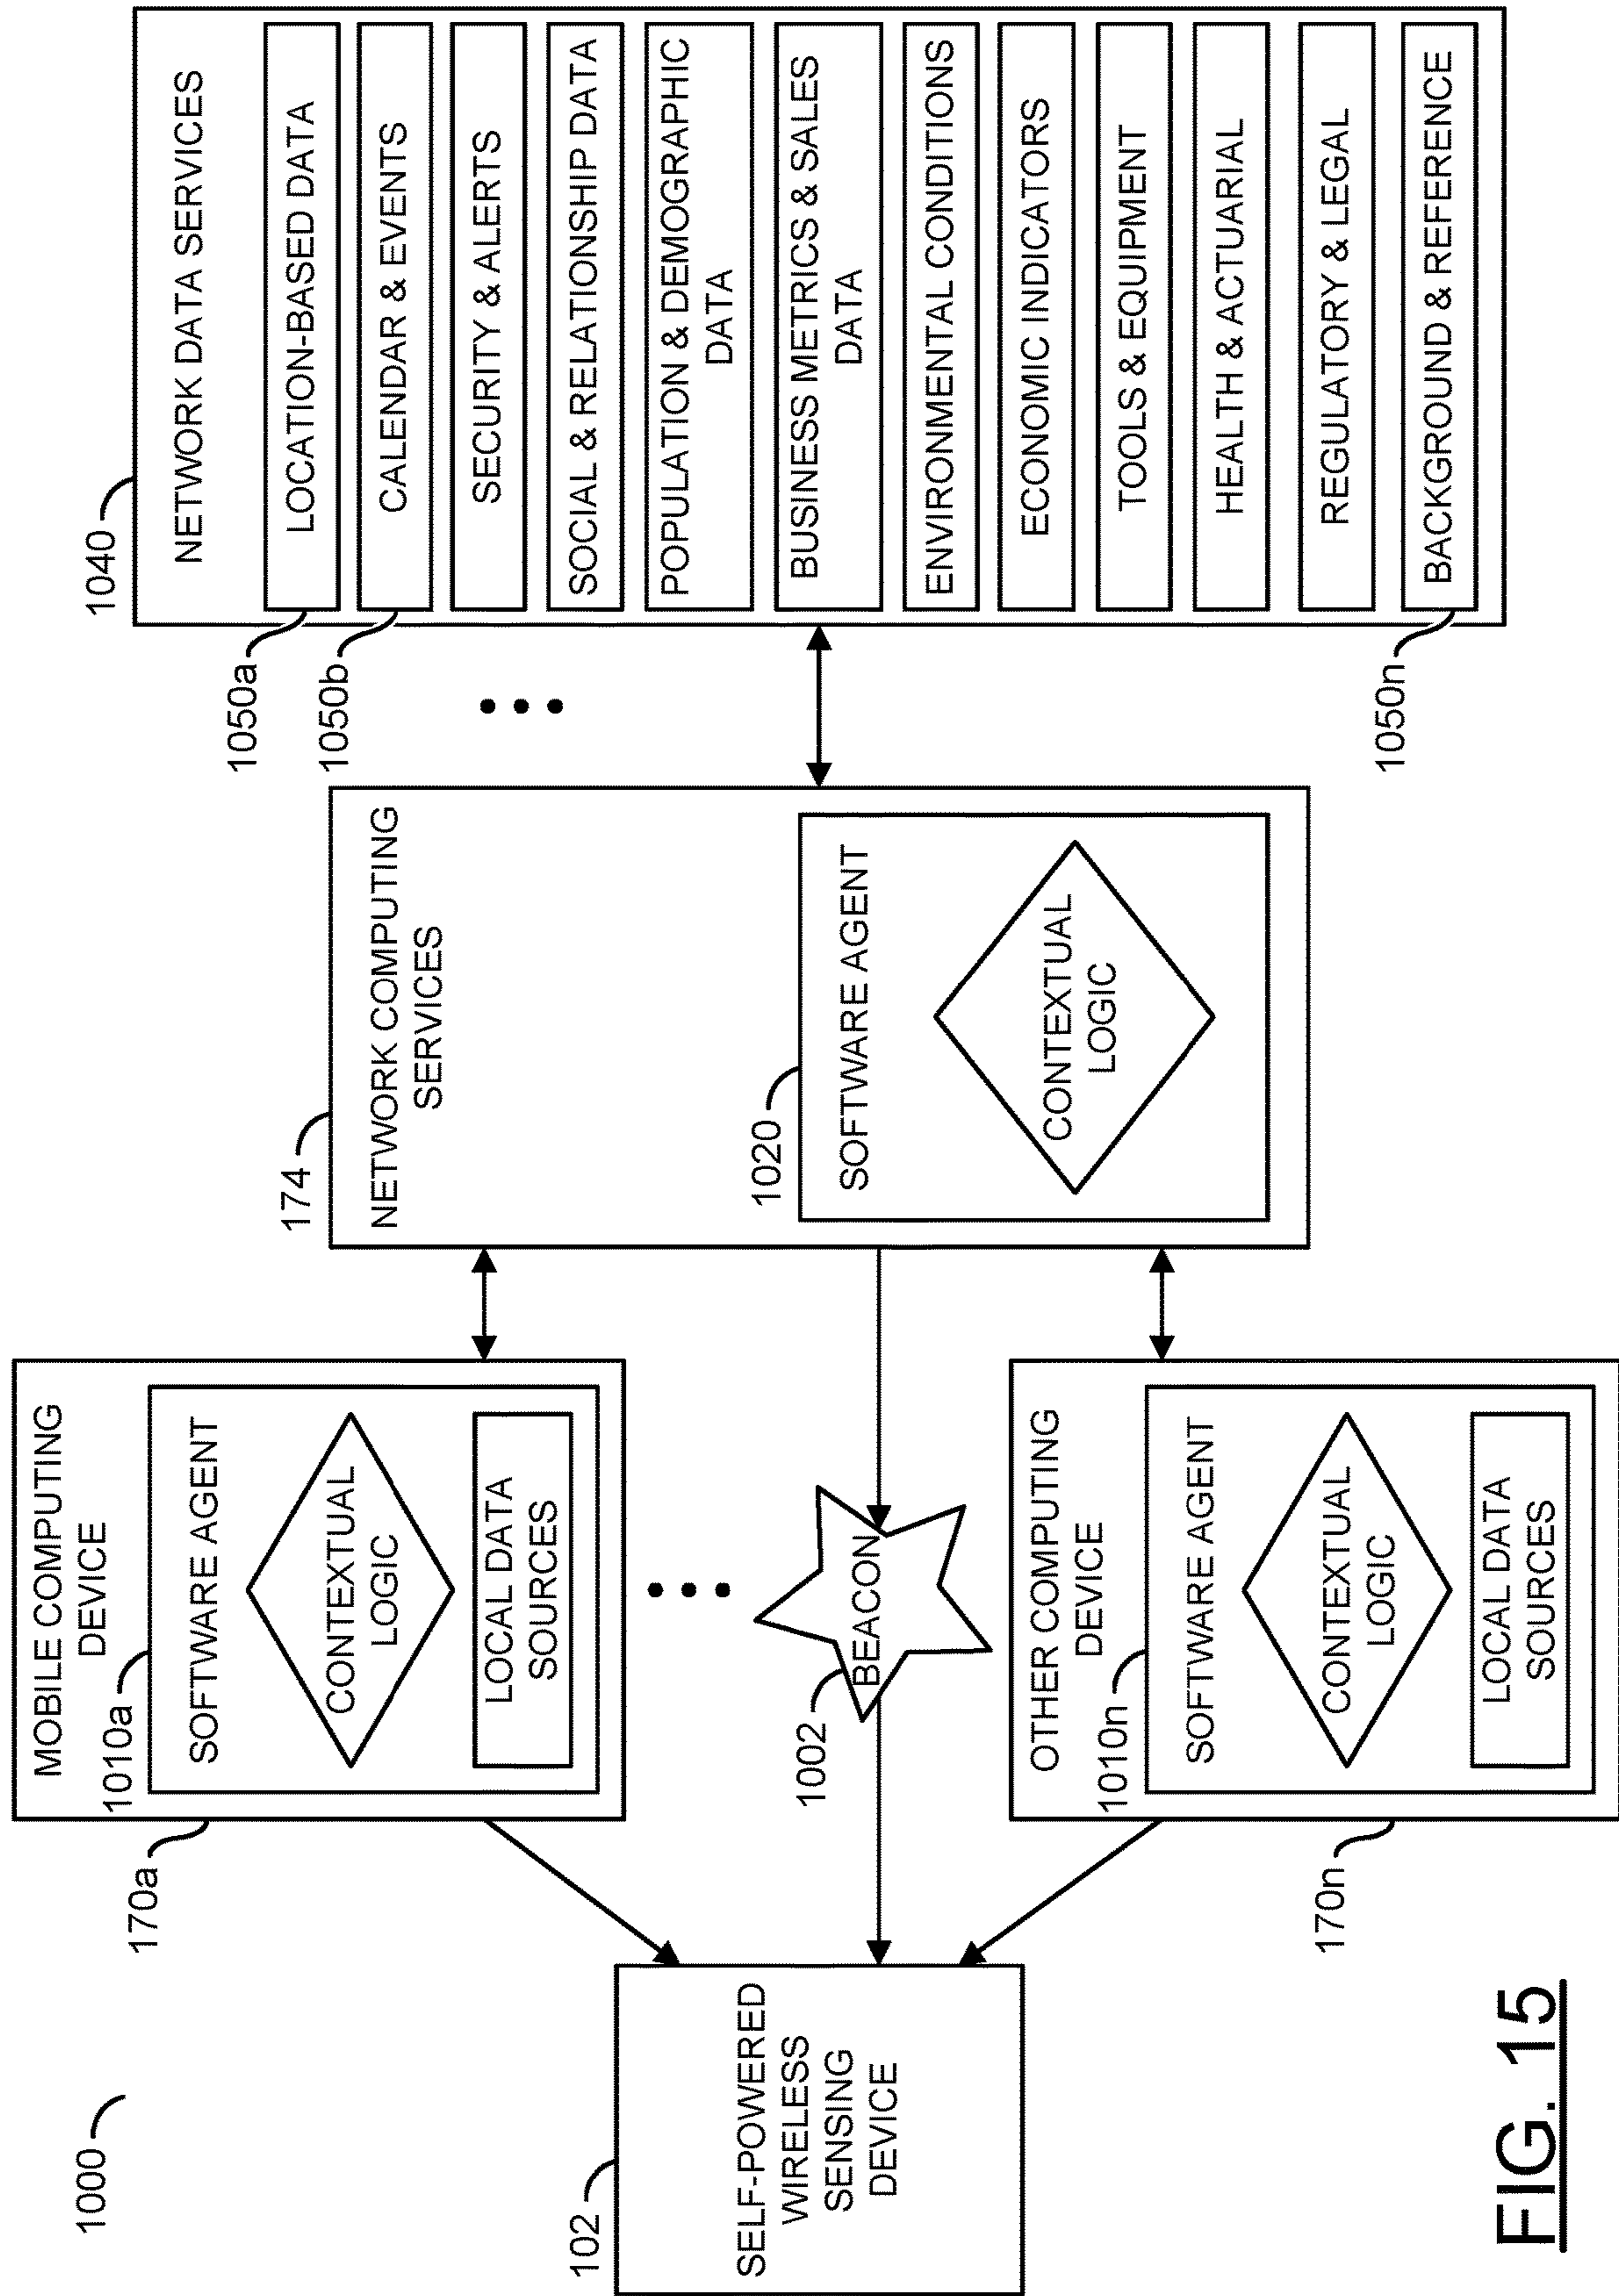 1000
102
SELF-POWERED
WIRELESS
SENSING
DEVICE
170a
MOBILE COMPUTING
DEVICE
1010a
SOFTWARE AGENT
CONTEXTUAL
LOGIC
LOCAL DATA
SOURCES
1002
BEACON
170n
OTHER COMPUTING
DEVICE
1010n
SOFTWARE AGENT
CONTEXTUAL
LOGIC
LOCAL DATA
SOURCES
174
NETWORK COMPUTING
SERVICES
1020
SOFTWARE AGENT
CONTEXTUAL
LOGIC
1040
NETWORK DATA SERVICES
1050a
LOCATION-BASED DATA
1050b
CALENDAR & EVENTS
SECURITY & ALERTS
SOCIAL & RELATIONSHIP DATA
POPULATION & DEMOGRAPHIC
DATA
BUSINESS METRICS & SALES
DATA
ENVIRONMENTAL CONDITIONS
ECONOMIC INDICATORS
TOOLS & EQUIPMENT
HEALTH & ACTUARIAL
REGULATORY & LEGAL
1050n
BACKGROUND & REFERENCE
FIG. 15